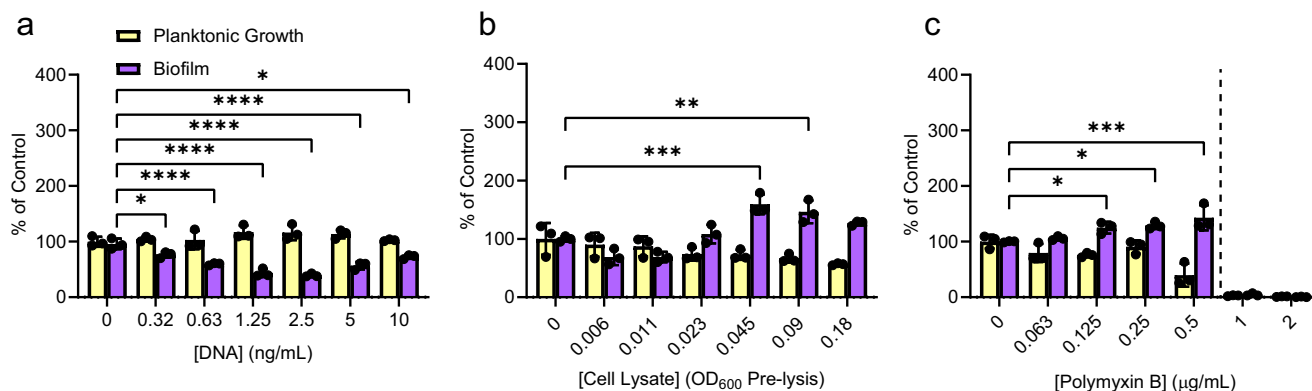 a
Planktonic Growth
Biofilm
% of Control
400
300
200
100
0
*
****
****
****
****
*
0 0.32 0.63 1.25 2.5 5 10
[DNA] (ng/mL)
b
% of Control
400
300
200
100
0
**
***
0 0.006 0.011 0.023 0.045 0.09 0.18
[Cell Lysate] (OD600 Pre-lysis)
c
% of Control
400
300
200
100
0
***
*
*
0 0.063 0.125 0.25 0.5 1 2
[Polymyxin B] (μg/mL)